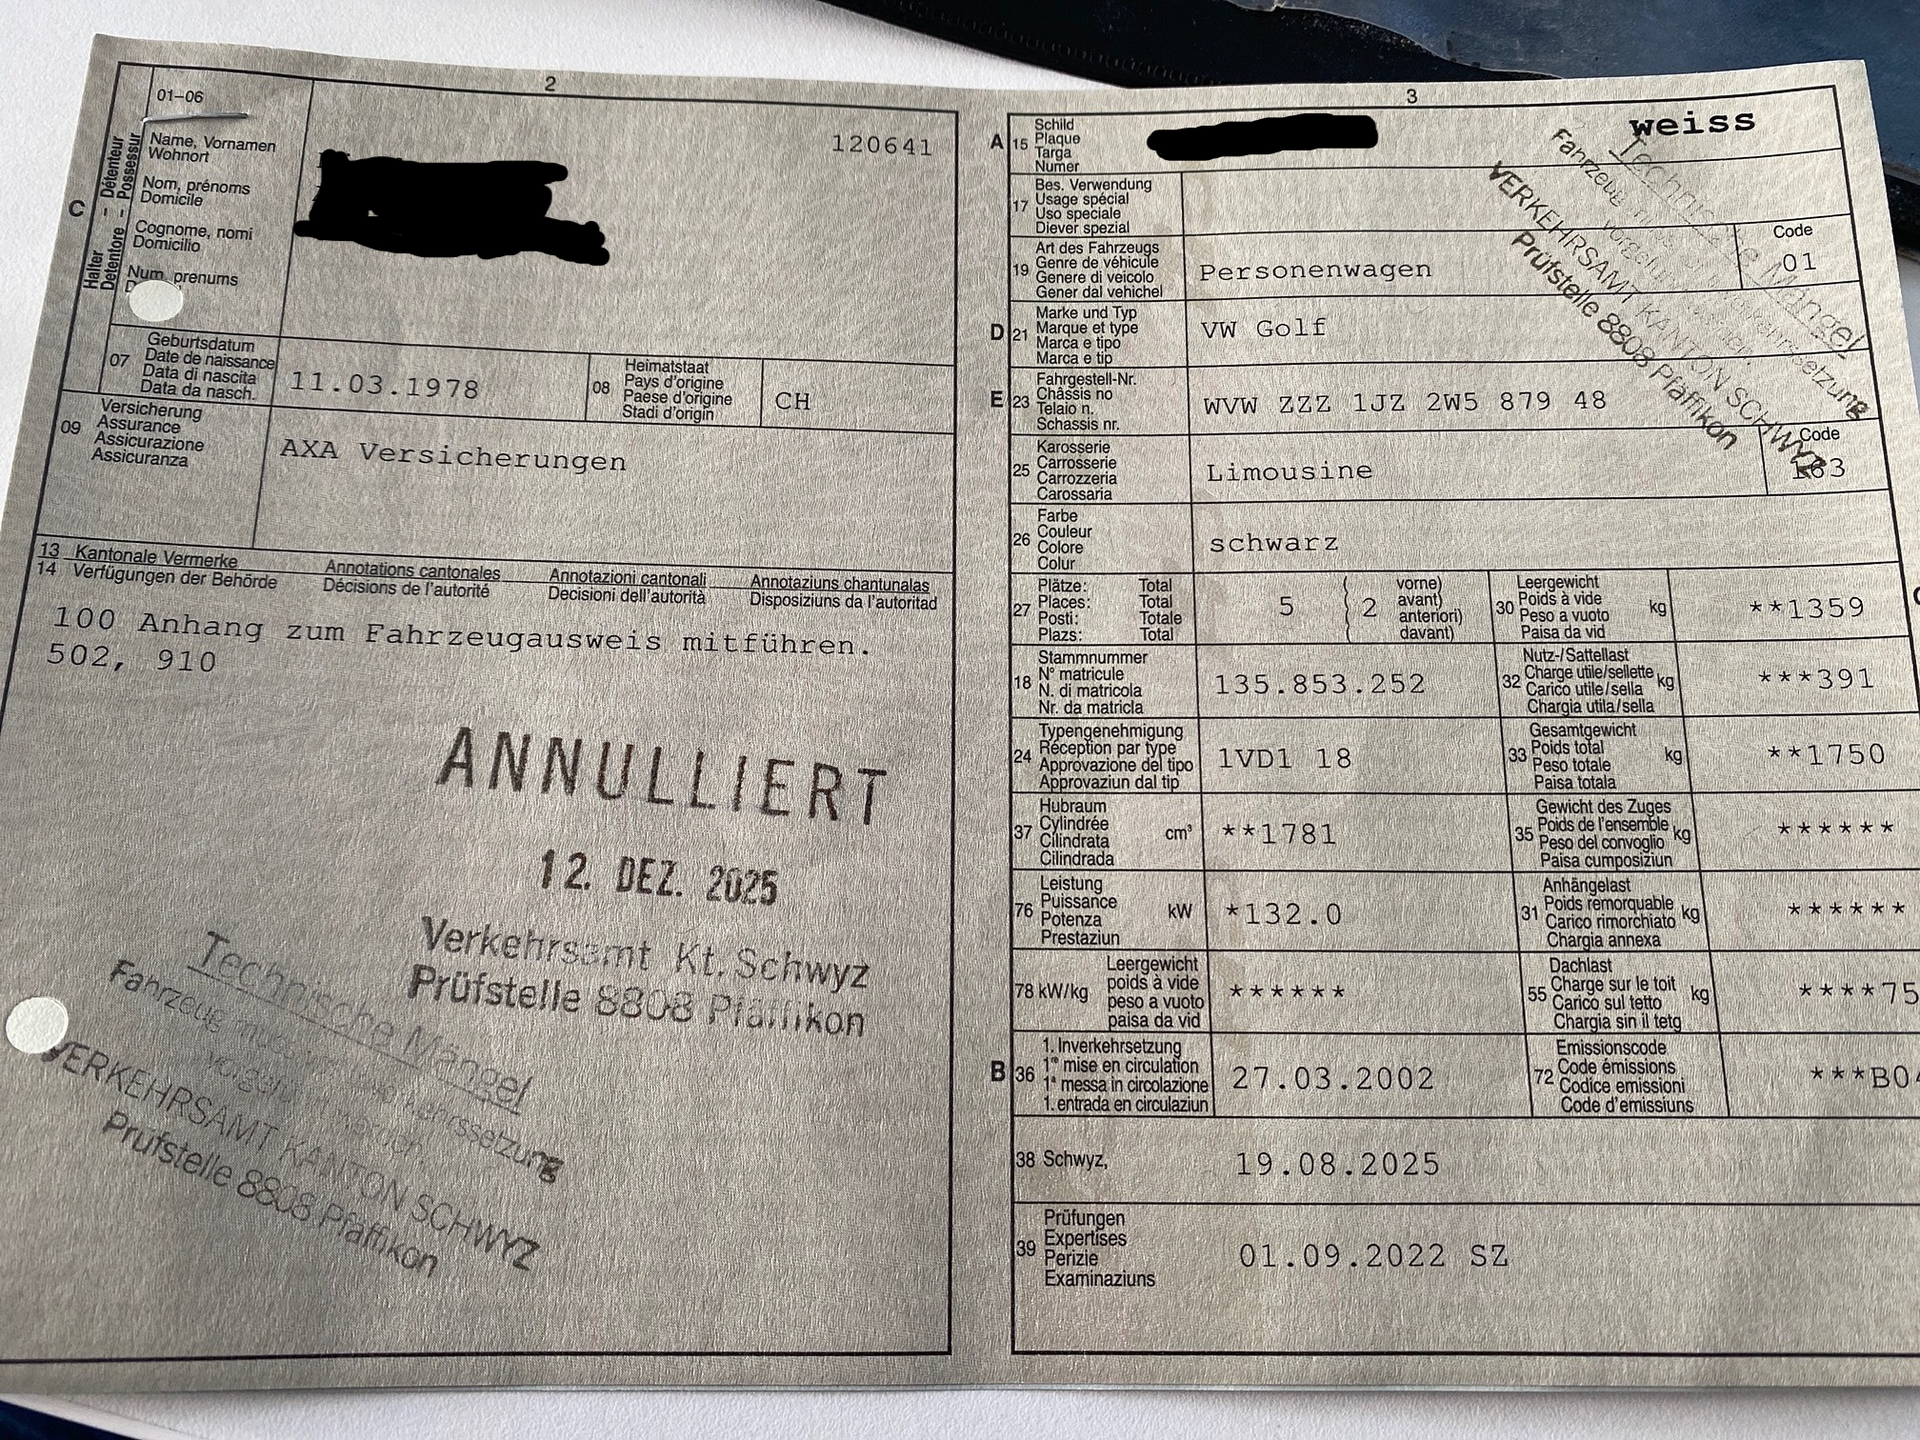 2
01-06
120641
C
Halter - Détenteur
Detentore - Possessur
Name, Vornamen
Wohnort
Nom, prénoms
Domicile
Cognome, nomi
Domicilio
Num, prenums
07
Geburtsdatum
Date de naissance
Data di nascita
Data da nasch.
11.03.1978
08
Heimatstaat
Pays d'origine
Paese d'origine
Stadi d'origin
CH
09
Versicherung
Assurance
Assicurazione
Assicuranza
AXA Versicherungen
13 Kantonale Vermerke Annotations cantonales Annotazioni cantonali Annotaziuns chantunalas
14 Verfügungen der Behörde Décisions de l'autorité Decisioni dell'autorità Disposiziuns da l'autoritad
100 Anhang zum Fahrzeugausweis mitführen.
502, 910
ANNULLIERT
12. DEZ. 2025
Verkehrsamt Kt. Schwyz
Prüfstelle 8808 Pfäffikon
Technische Mängel
Fahrzeug
VERKEHRSAMT KANTON SCHWYZ
Prüfstelle 8808 Pfäffikon
3
A 15
Schild
Plaque
Targa
Numer
weiss
17
Bes. Verwendung
Usage spécial
Uso speciale
Diever spezial
19
Art des Fahrzeugs
Genre de véhicule
Genere di veicolo
Gener dal vehichel
Personenwagen
Code
01
D 21
Marke und Typ
Marque et type
Marca e tipo
Marca e tip
VW Golf
E 23
Fahrgestell-Nr.
Châssis no
Telaio n.
Schassis nr.
WVW ZZZ 1JZ 2W5 879 48
25
Karosserie
Carrosserie
Carrozzeria
Carossaria
Limousine
Code
26
Farbe
Couleur
Colore
Colur
schwarz
27
Plätze: Total
Places: Total
Posti: Totale
Plazs: Total
5 ( 2
vorne)
avant)
anteriori)
davant)
30
Leergewicht
Poids à vide
Peso a vuoto
Paisa da vid
kg
**1359
18
Stammnummer
N° matricule
N. di matricola
Nr. da matricla
135.853.252
32
Nutz-/Sattellast
Charge utile/sellette
Carico utile/sella
Chargia utila/sella
kg
***391
24
Typengenehmigung
Réception par type
Approvazione del tipo
Approvaziun dal tip
1VD1 18
33
Gesamtgewicht
Poids total
Peso totale
Paisa totala
kg
**1750
37
Hubraum
Cylindrée
Cilindrata
Cilindrada
cm³
**1781
35
Gewicht des Zuges
Poids de l'ensemble
Peso del convoglio
Paisa cumposiziun
kg
******
76
Leistung
Puissance
Potenza
Prestaziun
kW
*132.0
31
Anhängelast
Poids remorquable
Carico rimorchiato
Chargia annexa
kg
******
78 kW/kg
Leergewicht
poids à vide
peso a vuoto
paisa da vid
******
55
Dachlast
Charge sur le toit
Carico sul tetto
Chargia sin il tetg
kg
****75
B 36
1. Inverkehrsetzung
1re mise en circulation
1a messa in circolazione
1. entrada en circulaziun
27.03.2002
72
Emissionscode
Code émissions
Codice emissioni
Code d'emissiuns
***B04
38 Schwyz,
19.08.2025
39
Prüfungen
Expertises
Perizie
Examinaziuns
01.09.2022 SZ
Technische Mängel
Fahrzeug
VERKEHRSAMT KANTON SCHWYZ
Prüfstelle 8808 Pfäffikon